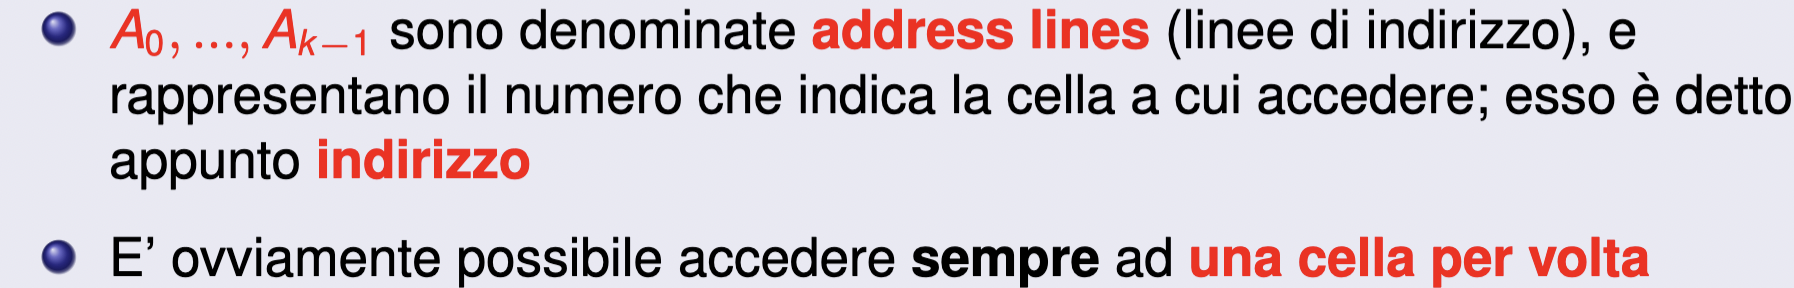 A₀, ..., Aₖ₋₁ sono denominate address lines (linee di indirizzo), e
rappresentano il numero che indica la cella a cui accedere; esso è detto
appunto indirizzo
E' ovviamente possibile accedere sempre ad una cella per volta